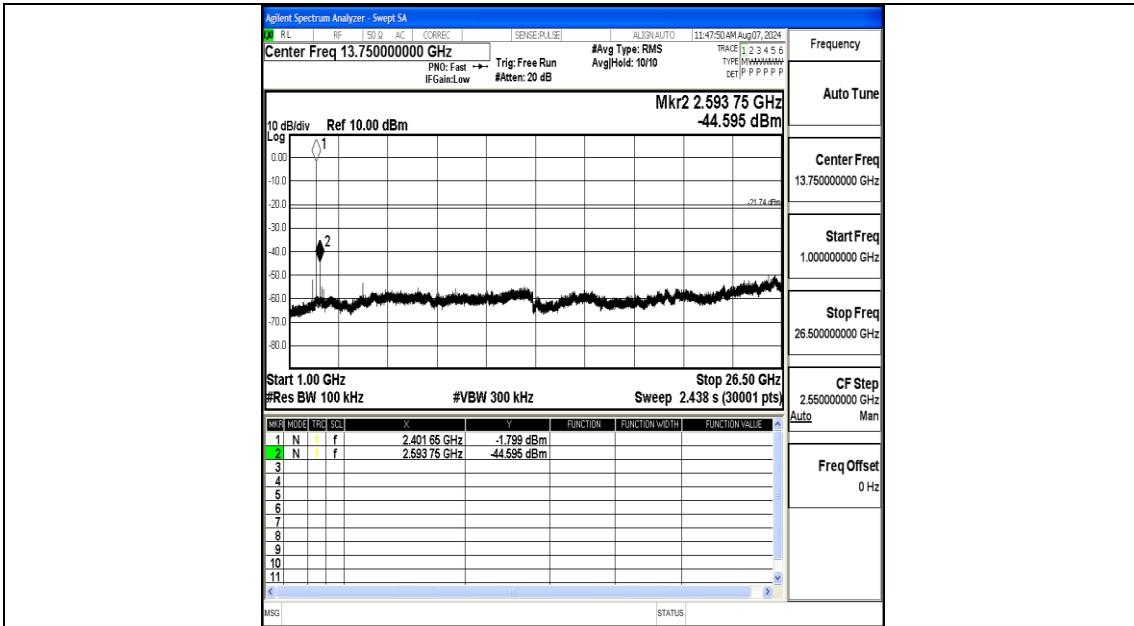 Agilent Spectrum Analyzer - Swept SA
RL RF 50 Ω AC CORREC SENSE:PULSE ALIGN AUTO 11:47:50 AM Aug 07, 2024
Center Freq 13.750000000 GHz
PNO: Fast
IFGain:Low
Trig: Free Run
#Atten: 20 dB
#Avg Type: RMS
Avg|Hold: 10/10
TRACE 1 2 3 4 5 6
TYPE
DET P P P P P P
Mkr2 2.593 75 GHz
-44.595 dBm
10 dB/div Ref 10.00 dBm
Log
1
0.00
-10.0
-20.0
-21.74 dBm
-30.0
2
-40.0
-50.0
-60.0
-70.0
-80.0
Start 1.00 GHz Stop 26.50 GHz
#Res BW 100 kHz #VBW 300 kHz Sweep 2.438 s (30001 pts)
MKR MODE TRC SCL X Y FUNCTION FUNCTION WIDTH FUNCTION VALUE
1 N 1 f 2.401 65 GHz -1.799 dBm
2 N 1 f 2.593 75 GHz -44.595 dBm
3
4
5
6
7
8
9
10
11
MSG STATUS
Frequency
Auto Tune
Center Freq
13.750000000 GHz
Start Freq
1.000000000 GHz
Stop Freq
26.500000000 GHz
CF Step
2.550000000 GHz
Auto Man
Freq Offset
0 Hz